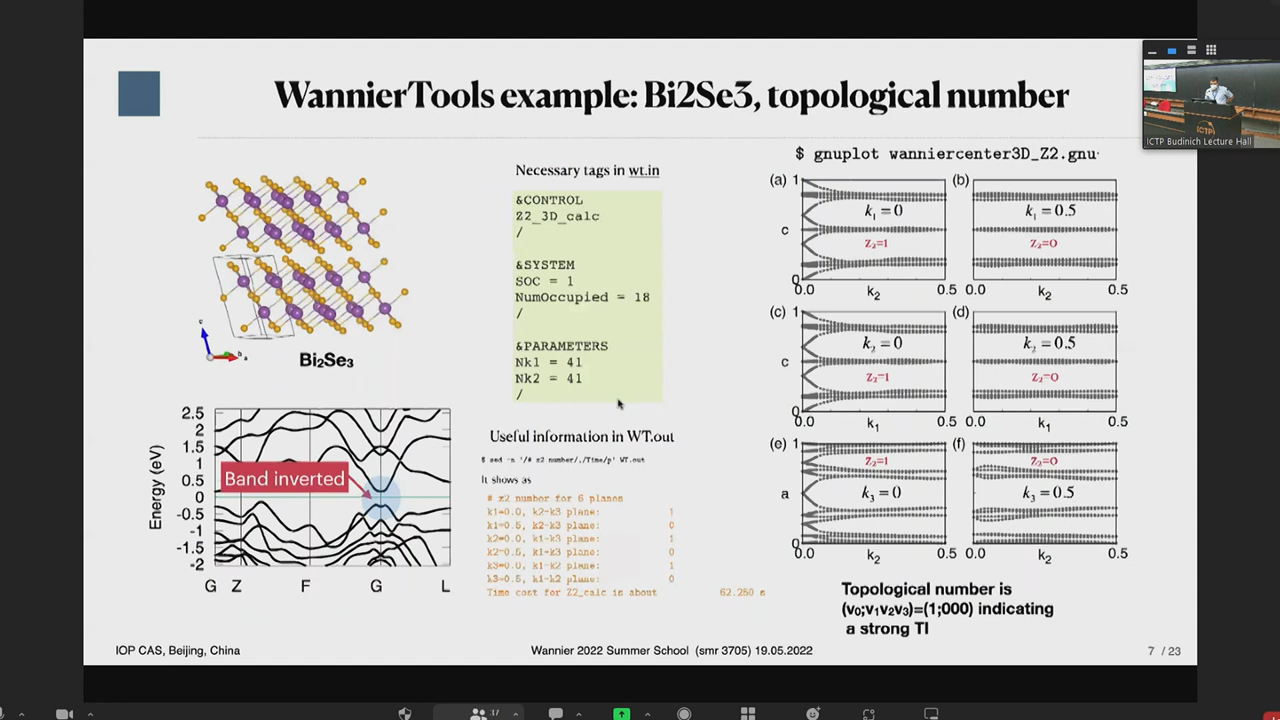 WannierTools example: Bi2Se3, topological number
ICTP
ICTP Budinich Lecture Hall
Bi2Se3
Energy (eV)
2.5
2
1.5
1
0.5
0
-0.5
-1
-1.5
-2
Band inverted
G Z F G L
Necessary tags in wt.in
&CONTROL
Z2_3D_calc
/
&SYSTEM
SOC = 1
NumOccupied = 18
/
&PARAMETERS
Nk1 = 41
Nk2 = 41
/
Useful information in WT.out
$ sed -n '/# z2 number/,/Time/p' WT.out
It shows as
# z2 number for 6 planes
k1=0.0, k2-k3 plane: 1
k1=0.5, k2-k3 plane: 0
k2=0.0, k1-k3 plane: 1
k2=0.5, k1-k3 plane: 0
k3=0.0, k1-k2 plane: 1
k3=0.5, k1-k2 plane: 0
Time cost for Z2_calc is about 62.250 s
$ gnuplot wanniercenter3D_Z2.gnu
(a) 1 (b)
k1 = 0 k1 = 0.5
c
Z2=1 Z2=0
0
0.0 k2 0.5 0.0 k2 0.5
(c) 1 (d)
k2 = 0 k2 = 0.5
c
Z2=1 Z2=0
0
0.0 k1 0.5 0.0 k1 0.5
(e) 1 (f)
Z2=1 Z2=0
a k3 = 0 k3 = 0.5
0
0.0 k2 0.5 0.0 k2 0.5
Topological number is
(v0;v1v2v3)=(1;000) indicating
a strong TI
IOP CAS, Beijing, China
Wannier 2022 Summer School (smr 3705) 19.05.2022
7 / 23